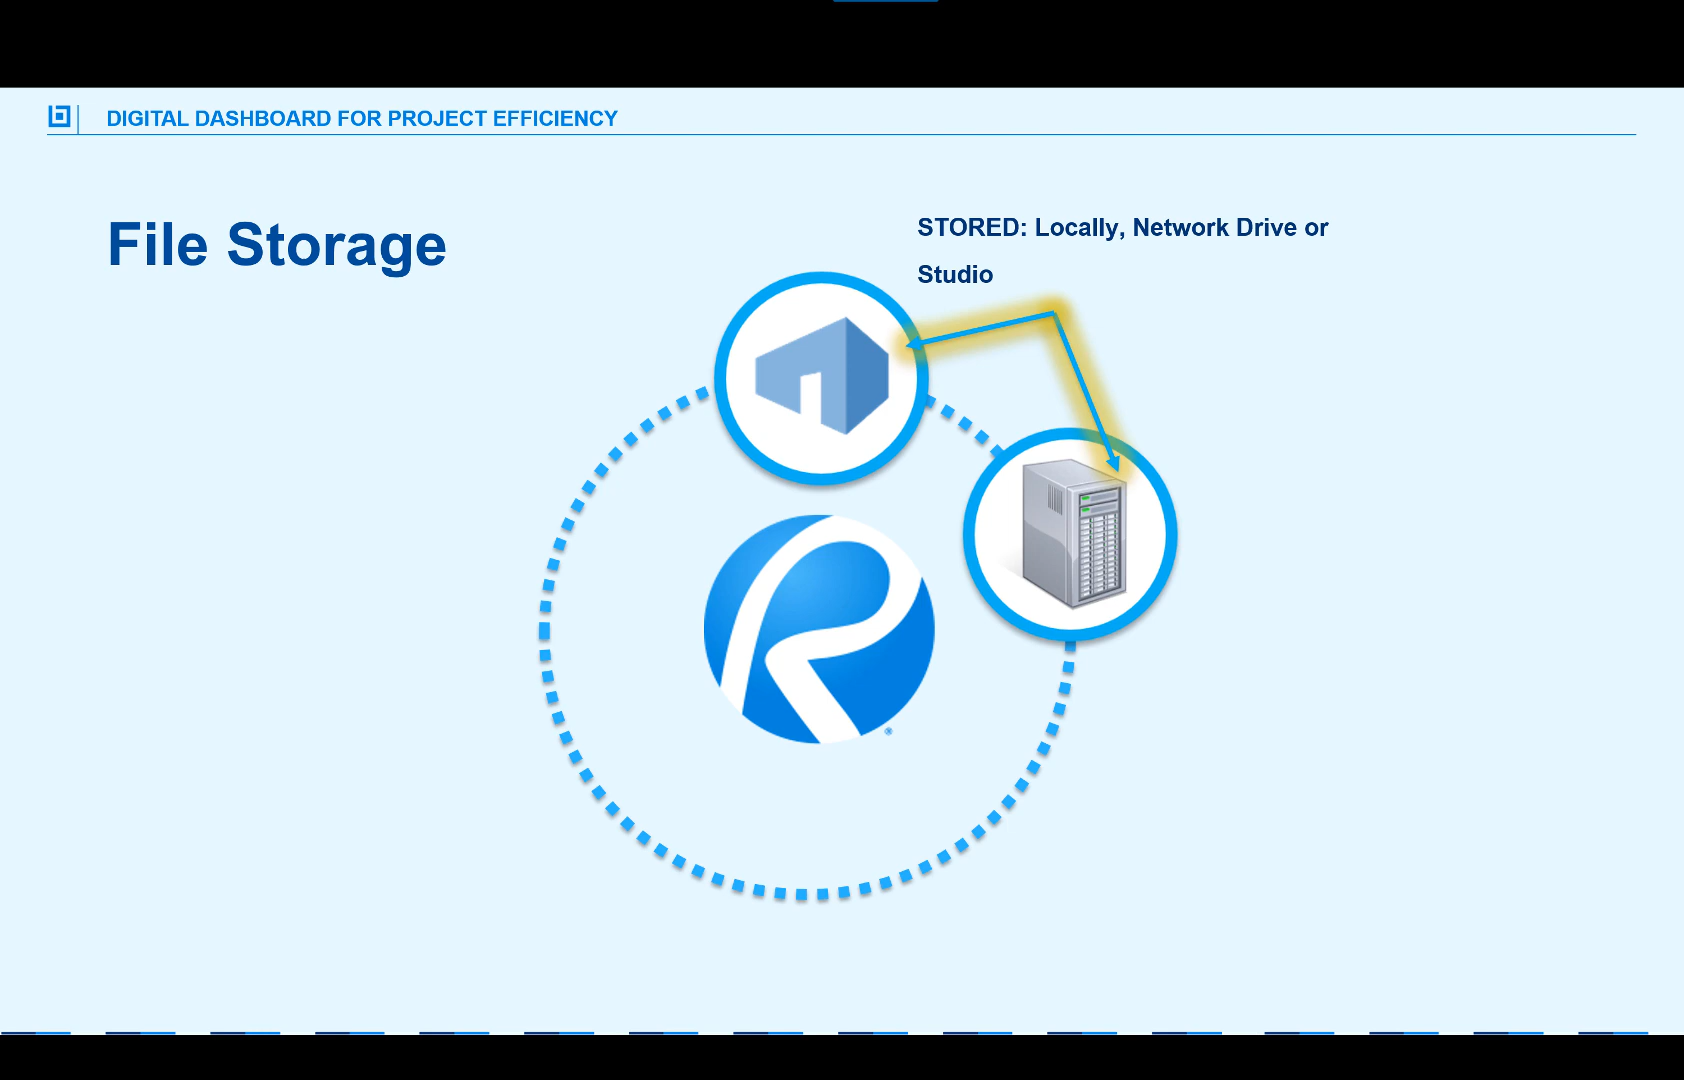 DIGITAL DASHBOARD FOR PROJECT EFFICIENCY
File Storage
STORED: Locally, Network Drive or
Studio